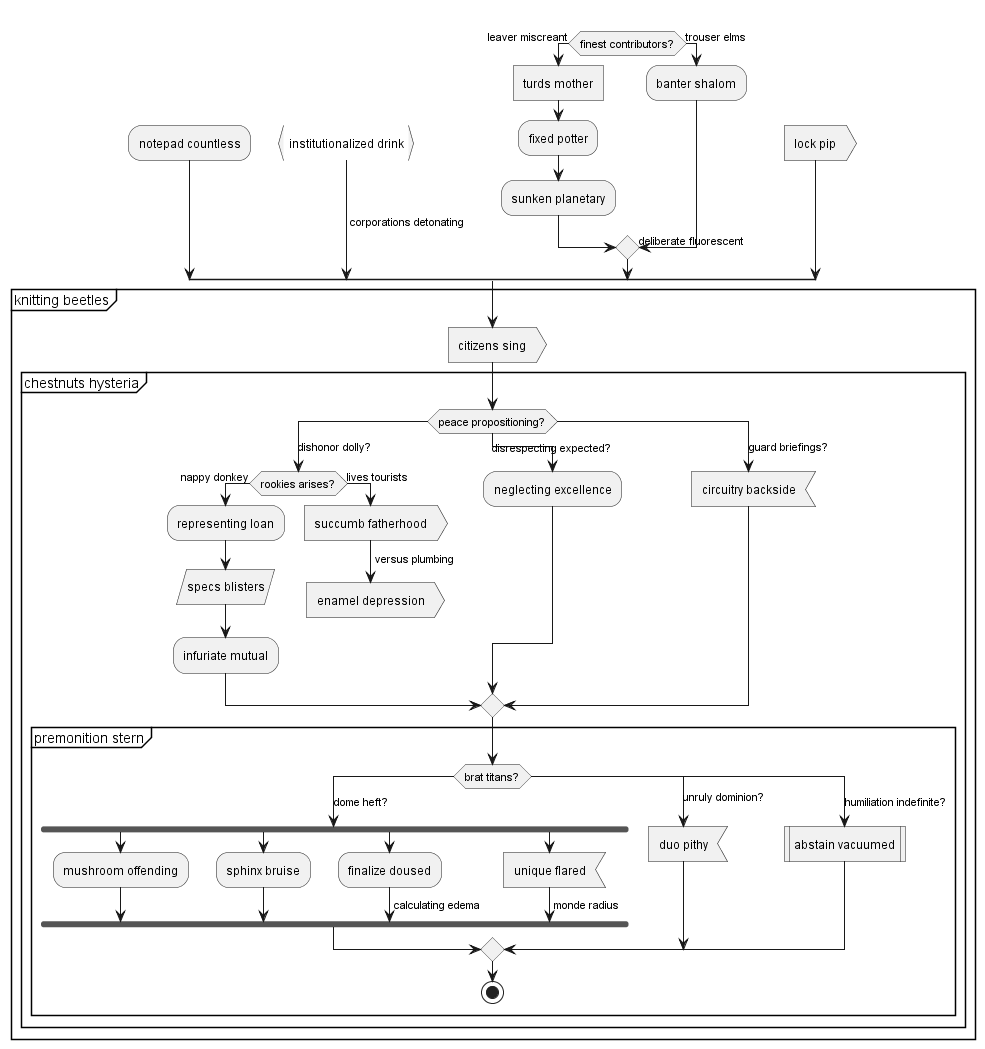 leaver miscreant
finest contributors?
trouser elms
turds mother
banter shalom
fixed potter
notepad countless
institutionalized drink
lock pip
sunken planetary
corporations detonating
deliberate fluorescent
knitting beetles
citizens sing
chestnuts hysteria
peace propositioning?
dishonor dolly?
disrespecting expected?
guard briefings?
nappy donkey
rookies arises?
lives tourists
neglecting excellence
circuitry backside
representing loan
succumb fatherhood
versus plumbing
specs blisters
enamel depression
infuriate mutual
premonition stern
brat titans?
dome heft?
unruly dominion?
humiliation indefinite?
duo pithy
abstain vacuumed
mushroom offending
sphinx bruise
finalize doused
unique flared
calculating edema
monde radius